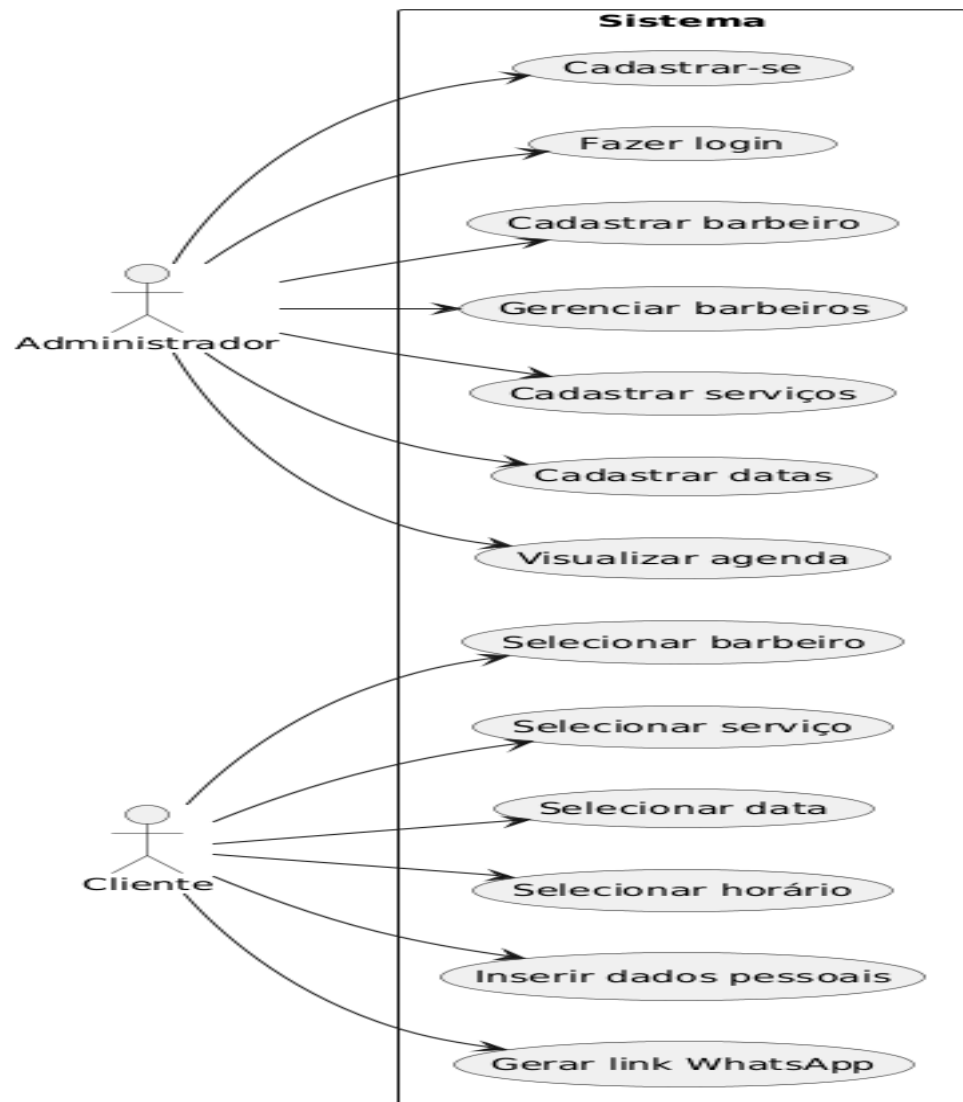 Sistema
Cadastrar-se
Fazer login
Cadastrar barbeiro
Gerenciar barbeiros
Administrador
Cadastrar serviços
Cadastrar datas
Visualizar agenda
Selecionar barbeiro
Selecionar serviço
Selecionar data
Cliente
Selecionar horário
Inserir dados pessoais
Gerar link WhatsApp